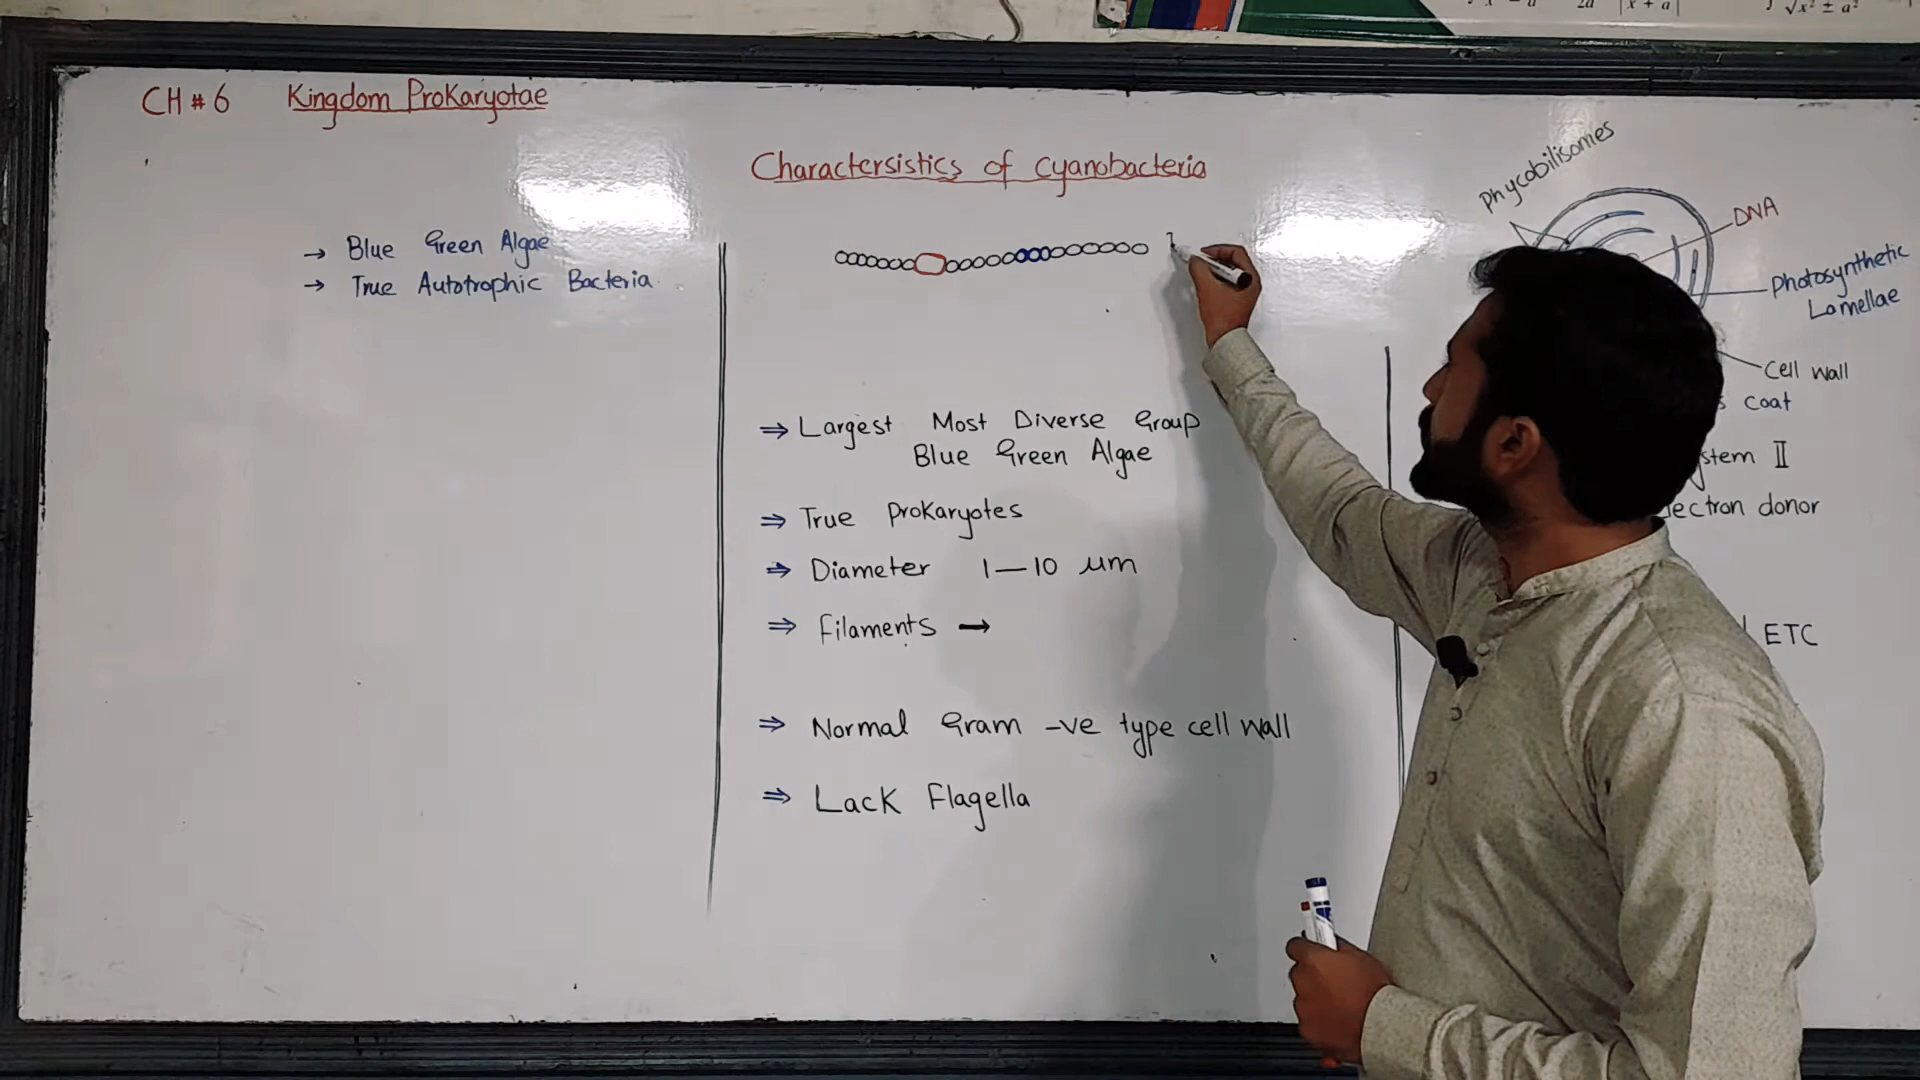 CH # 6 Kingdom ProKaryotae
Charactersistics of Cyanobacteria
→ Blue Green Algae
→ True Autotrophic Bacteria
⇒ Largest Most Diverse Group
Blue Green Algae
⇒ True Prokaryotes
⇒ Diameter 1—10 µm
⇒ Filaments →
⇒ Normal Gram -ve type cell wall
⇒ Lack Flagella
Phycobilisomes
DNA
Photosynthetic
Lamellae
Cell wall
coat
stem II
ectron donor
ETC